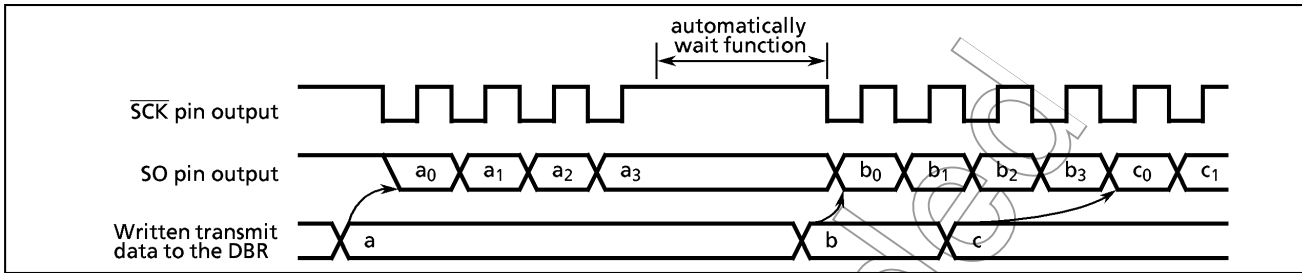 automatically
wait function
SCK pin output
SO pin output
a0 a1 a2 a3 b0 b1 b2 b3 c0 c1
Written transmit
data to the DBR
a b c